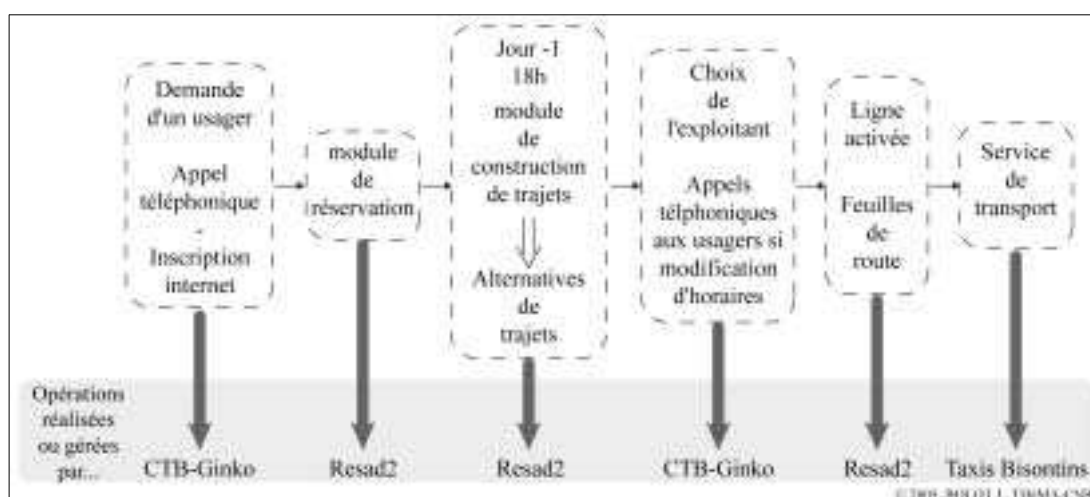 Demande
d'un usager
Appel
téléphonique
-
Inscription
internet
module
de
réservation
Jour -1
18h
module
de
construction
de trajets
Alternatives
de
trajets
Choix
de
l'exploitant
Appels
télphoniques
aux usagers si
modification
d'horaires
Ligne
activée
Feuilles
de
route
Service
de
transport
Opérations
réalisées
ou gérées
par...
CTB-Ginko
Resad2
Resad2
CTB-Ginko
Resad2
Taxis Bisontins